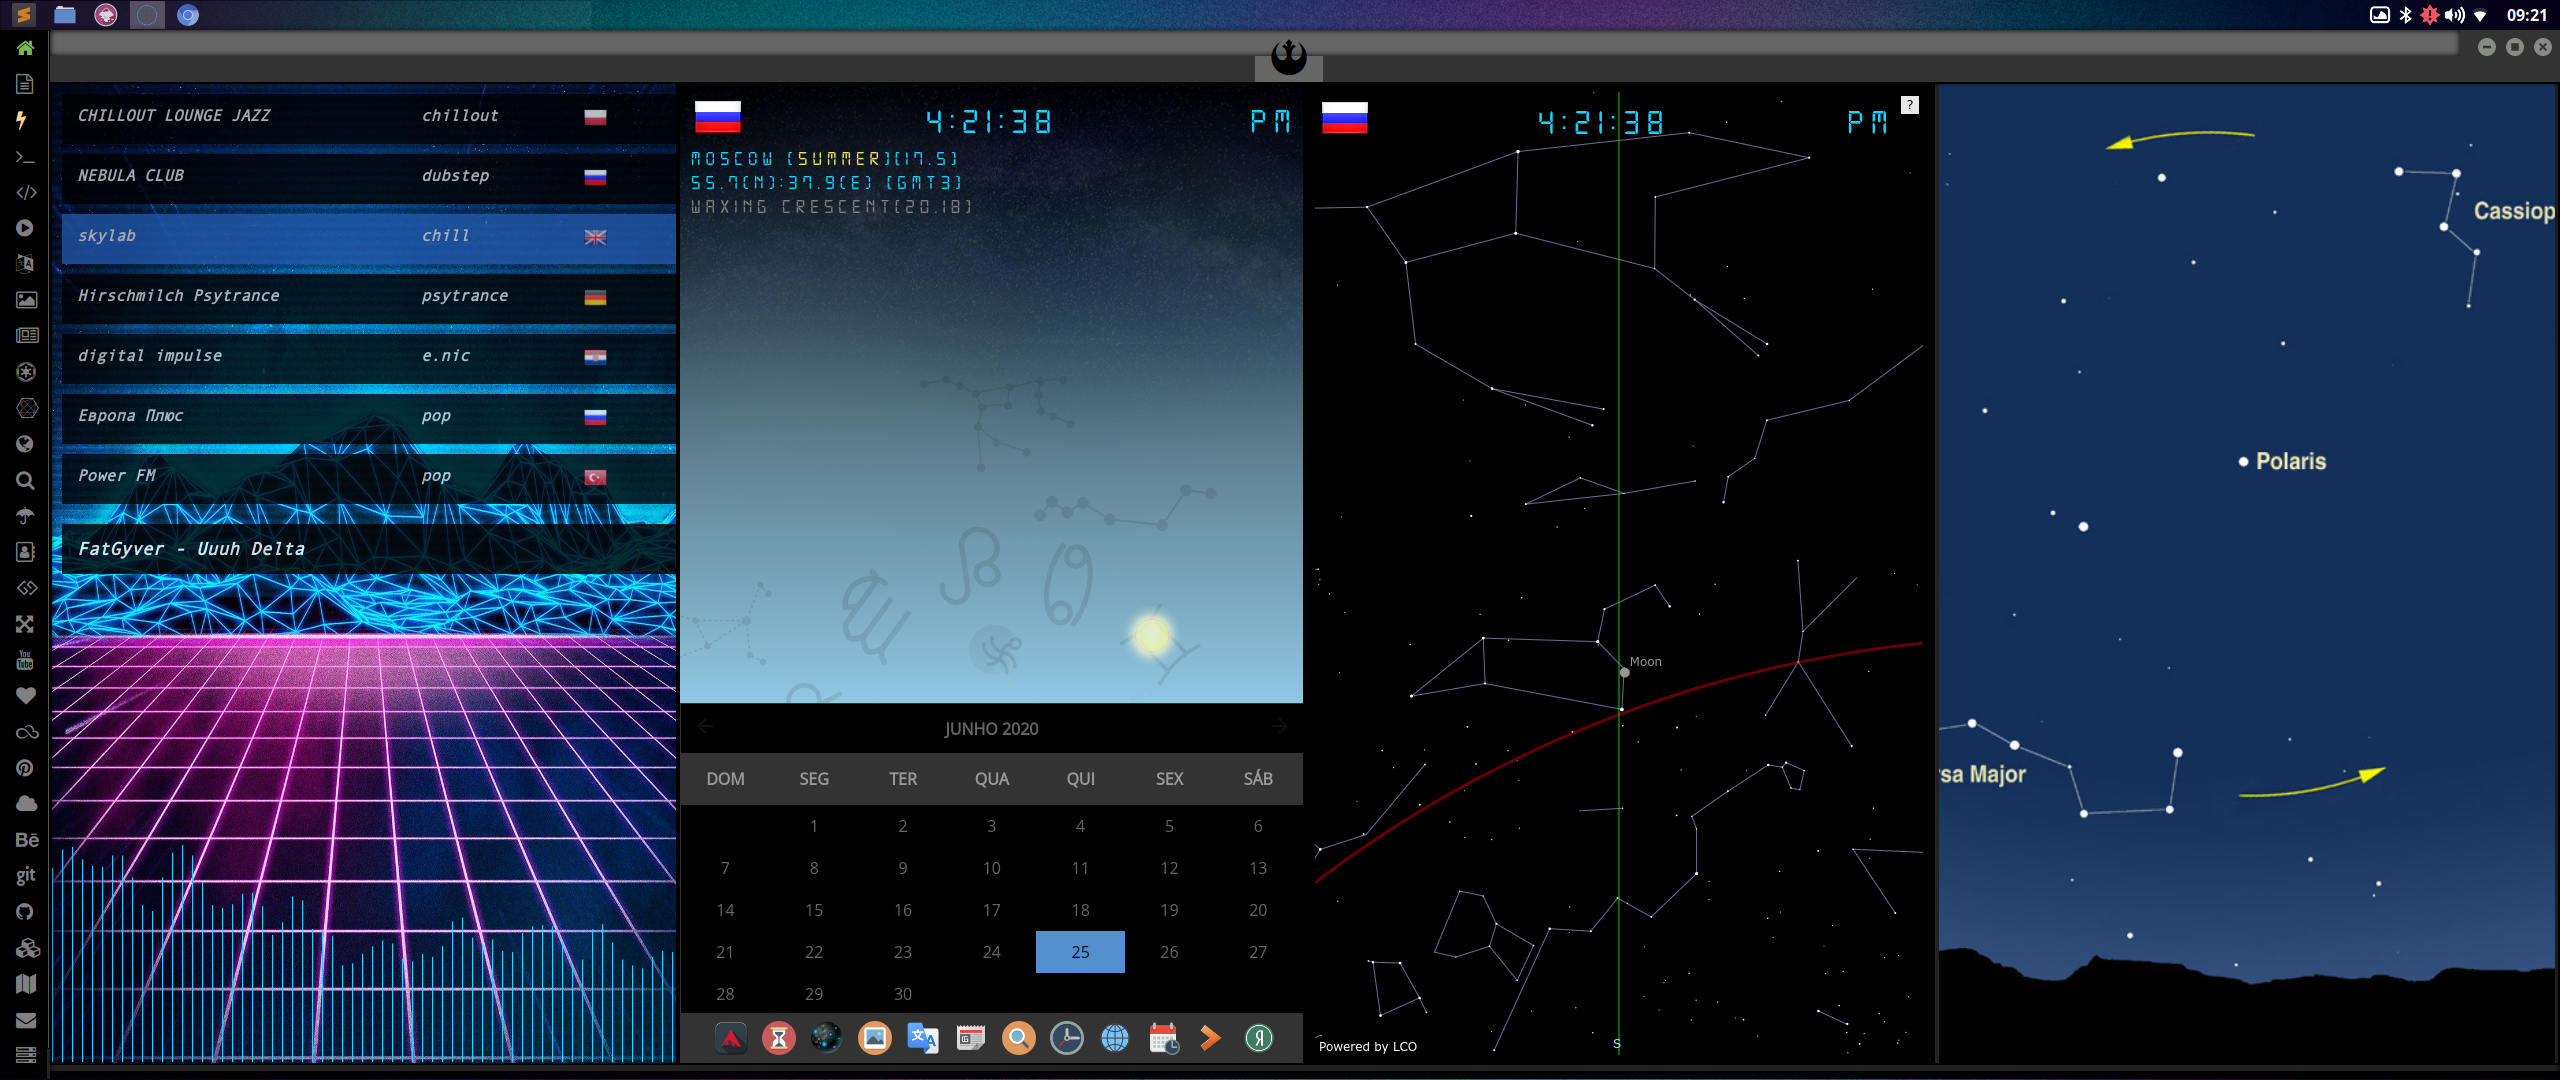 09:21
CHILLOUT LOUNGE JAZZ chillout
NEBULA CLUB dubstep
skylab chill
Hirschmilch Psytrance psytrance
digital impulse e.nic
Европа Плюс pop
Power FM pop
FatGyver - Uuuh Delta
You
Tube
Bē
git
4:21:38 PM
MOSCOW [SUMMER][17.5]
55.7(N):37.9(E) [GMT3]
WAXING CRESCENT[20.18]
JUNHO 2020
DOM SEG TER QUA QUI SEX SÁB
1 2 3 4 5 6
7 8 9 10 11 12 13
14 15 16 17 18 19 20
21 22 23 24 25 26 27
28 29 30
4:21:38 PM
?
Moon
Powered by LCO
S
Cassiop
Polaris
sa Major